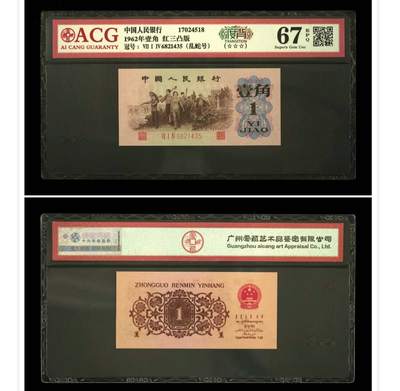 ACG
AI CANG GUARANTY
中国人民银行 17024518
1962年壹角 红三凸版
冠号：VII I IV6821435 (乱蛇号)
(☆☆☆)
67 EPQ
Superb Gem Unc
中国人民银行
壹角
1
YI JIAO
VII I IV 6821435
广州爱藏艺术品鉴定有限公司
Guangzhou aicang art Appraisal Co., Ltd.
ZHONGGUO RENMIN YINHANG
1